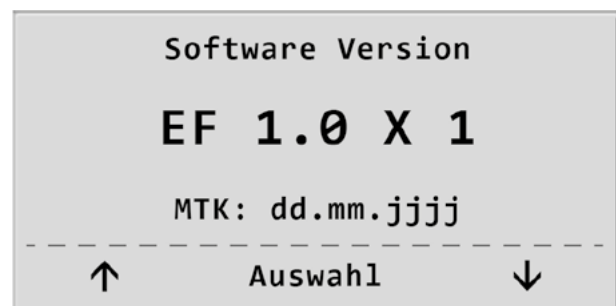 Software Version
EF 1.0 X 1
MTK: dd.mm.jjjj
↑ Auswahl ↓